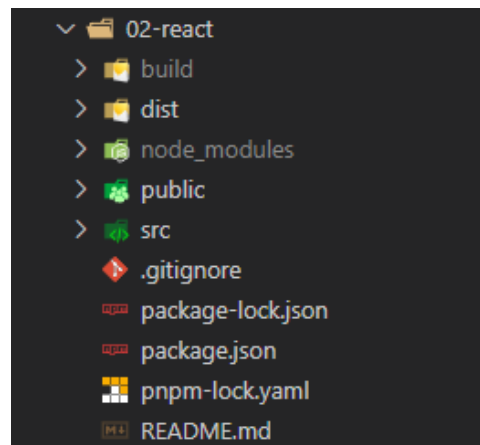 02-react
build
dist
node_modules
public
src
.gitignore
package-lock.json
package.json
pnpm-lock.yaml
README.md